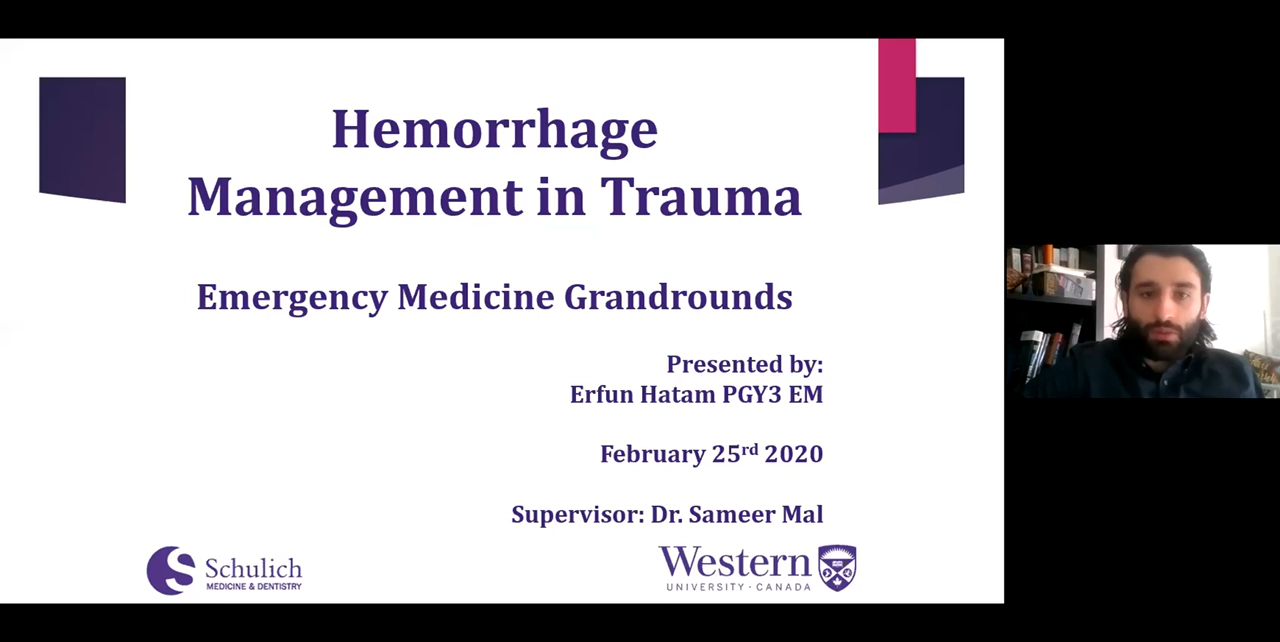 Hemorrhage
Management in Trauma
Emergency Medicine Grandrounds
Presented by:
Erfun Hatam PGY3 EM
February 25rd 2020
Supervisor: Dr. Sameer Mal
Schulich
MEDICINE & DENTISTRY
Western
UNIVERSITY · CANADA